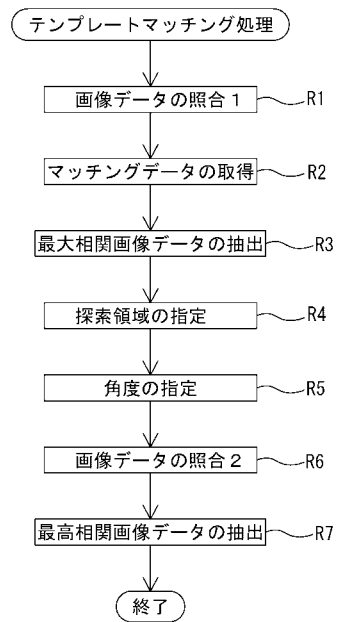 テンプレートマッチング処理
画像データの照合１ R1
マッチングデータの取得 R2
最大相関画像データの抽出 R3
探索領域の指定 R4
角度の指定 R5
画像データの照合２ R6
最高相関画像データの抽出 R7
終了